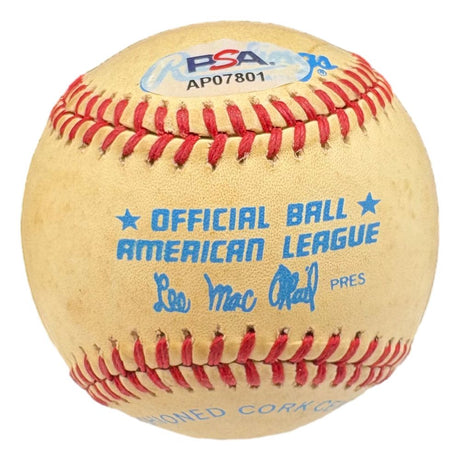 PSA
AP07801
★ OFFICIAL BALL ★
AMERICAN LEAGUE
Lee Mac Phail PRES